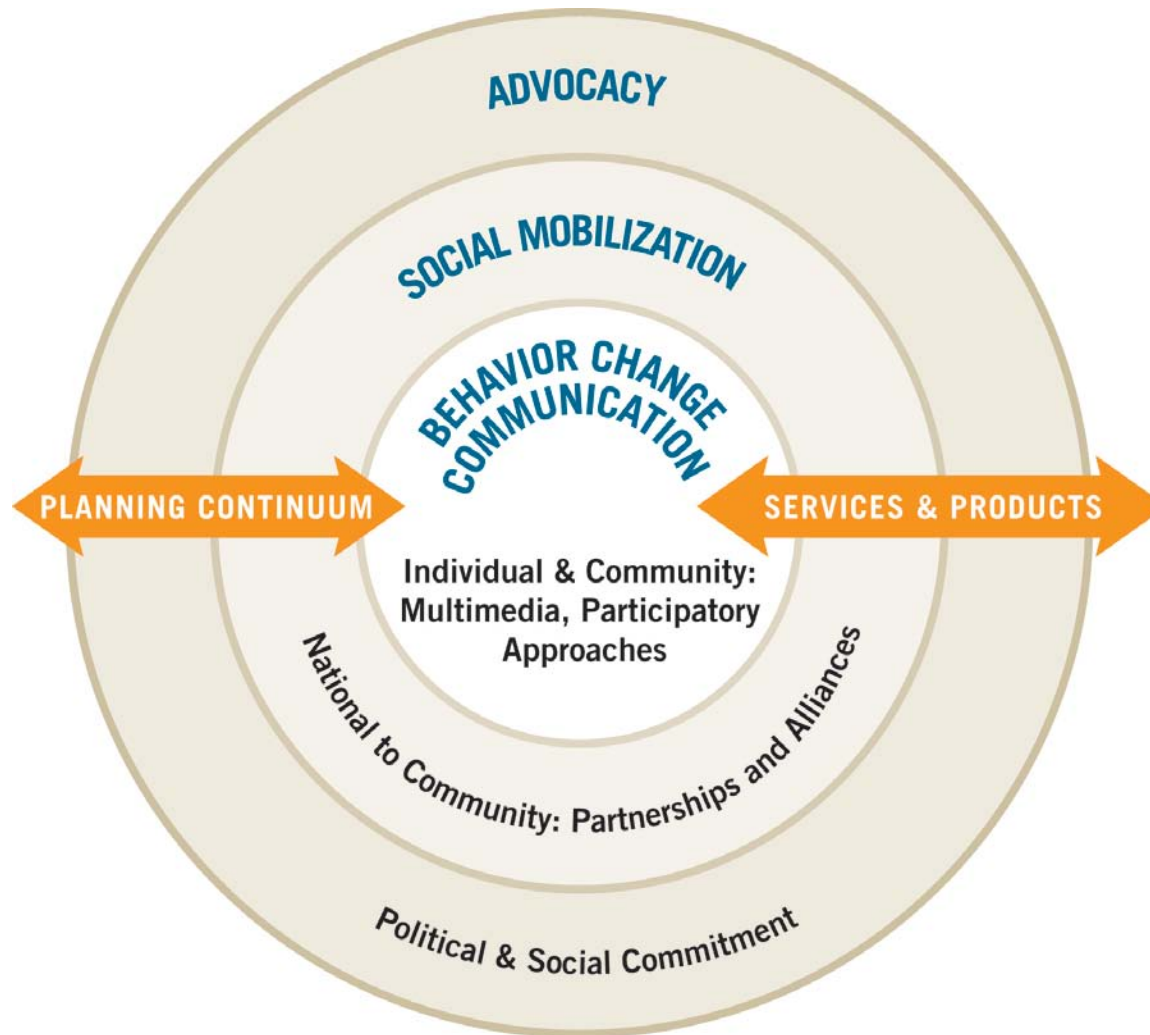 ADVOCACY
SOCIAL MOBILIZATION
BEHAVIOR CHANGE
COMMUNICATION
PLANNING CONTINUUM
SERVICES & PRODUCTS
Individual & Community:
Multimedia, Participatory
Approaches
National to Community: Partnerships and Alliances
Political & Social Commitment